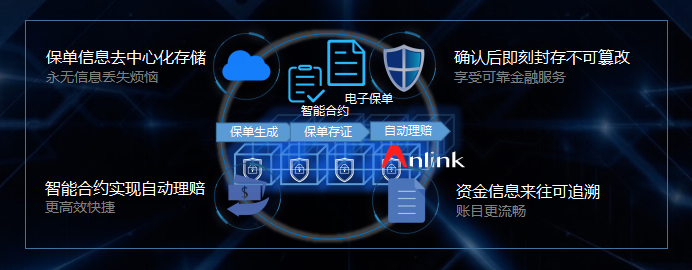 保单信息去中心化存储
永无信息丢失烦恼
确认后即刻封存不可篡改
享受可靠金融服务
电子保单
智能合约
保单生成
保单存证
自动理赔
Anlink
智能合约实现自动理赔
更高效快捷
$
资金信息来往可追溯
账目更流畅